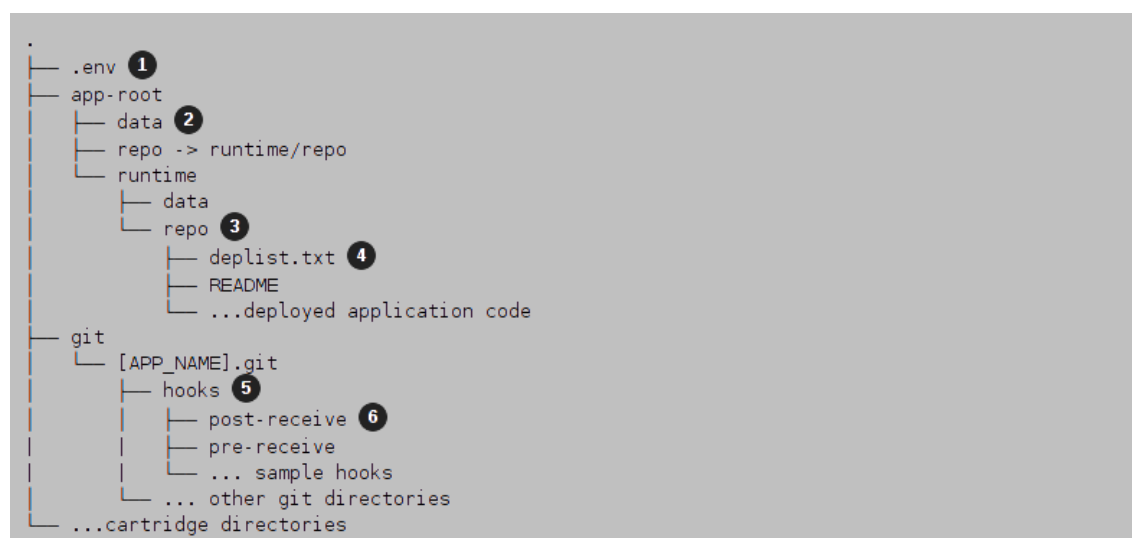 .
├── .env 1
├── app-root
│   ├── data 2
│   ├── repo -> runtime/repo
│   └── runtime
│       ├── data
│       └── repo 3
│           ├── deplist.txt 4
│           ├── README
│           └── ...deployed application code
├── git
│   └── [APP_NAME].git
│       ├── hooks 5
│       │   ├── post-receive 6
|       |   ├── pre-receive
|       |   └── ... sample hooks
│       └── ... other git directories
└── ...cartridge directories